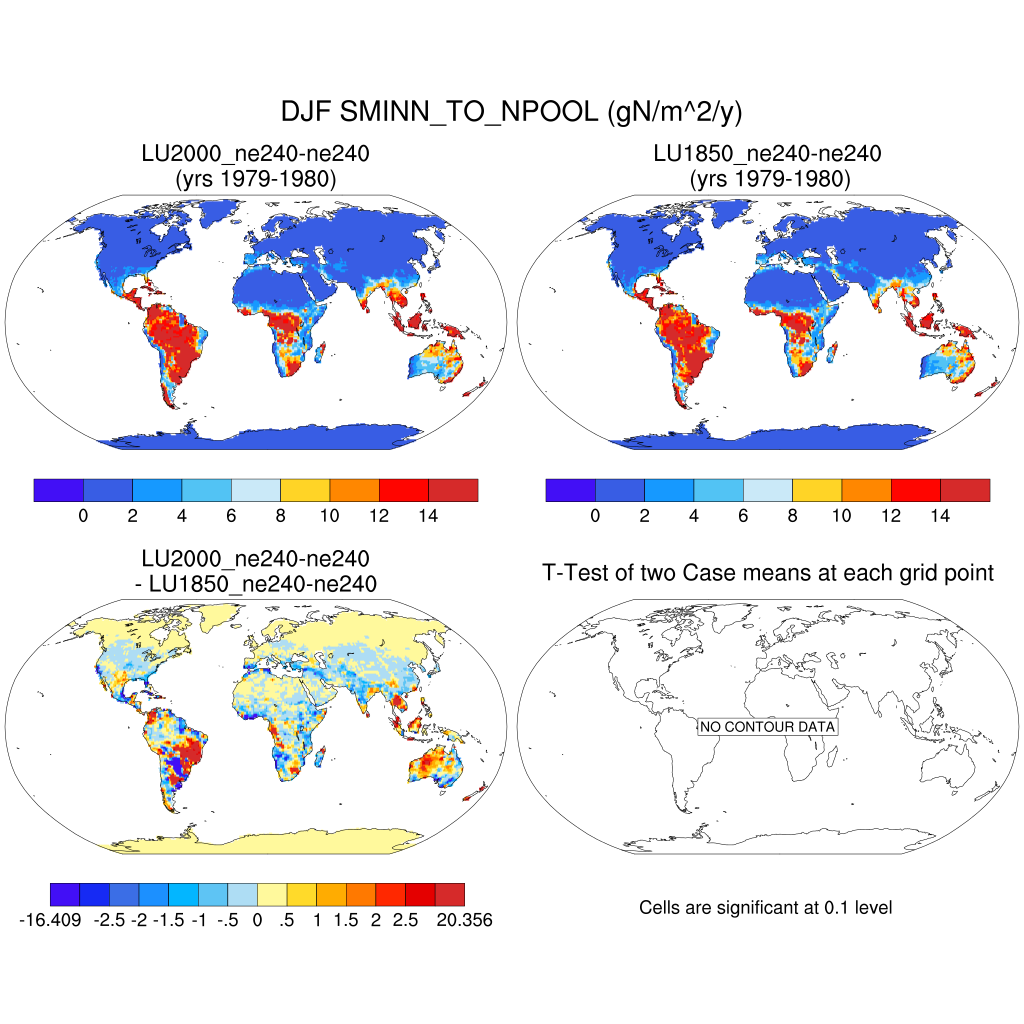 DJF SMINN_TO_NPOOL (gN/m^2/y)
LU2000_ne240-ne240
(yrs 1979-1980)
LU1850_ne240-ne240
(yrs 1979-1980)
0 2 4 6 8 10 12 14
0 2 4 6 8 10 12 14
LU2000_ne240-ne240
- LU1850_ne240-ne240
T-Test of two Case means at each grid point
NO CONTOUR DATA
-16.409 -2.5 -2 -1.5 -1 -.5 0 .5 1 1.5 2 2.5 20.356
Cells are significant at 0.1 level